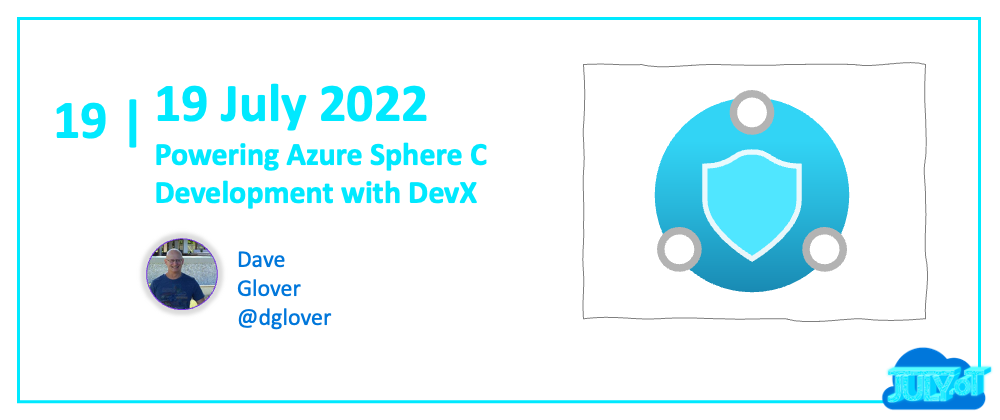 19 |
19 July 2022
Powering Azure Sphere C
Development with DevX
Dave
Glover
@dglover
JULYoT